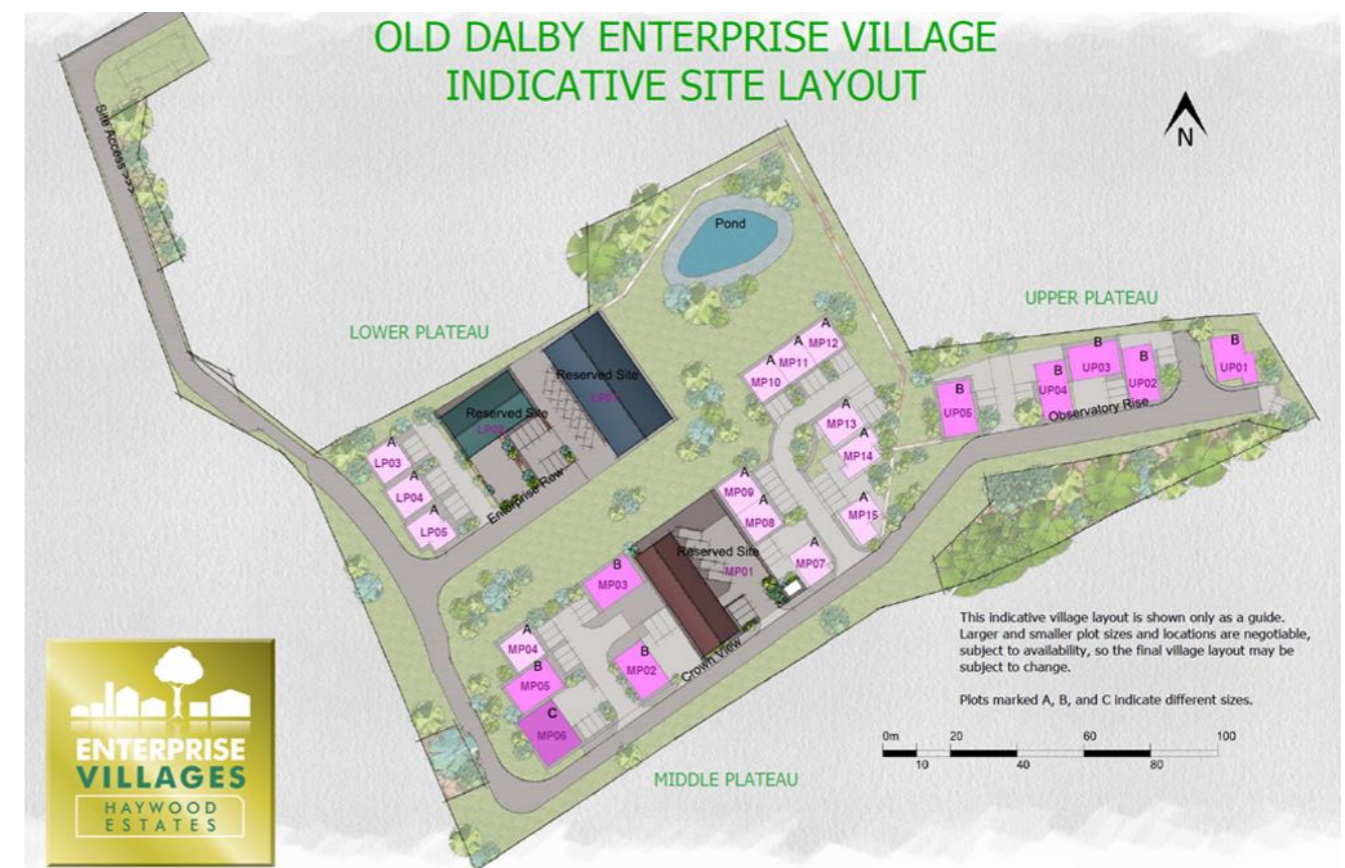 OLD DALBY ENTERPRISE VILLAGE
INDICATIVE SITE LAYOUT
Site Access >>>
N
Pond
UPPER PLATEAU
LOWER PLATEAU
A
MP12
A
MP11
A
MP10
B
UP01
B
UP03
B
UP02
B
UP04
B
UP05
Observatory Rise
Reserved Site
LP01
Reserved Site
LP02
A
LP03
A
LP04
A
LP05
Enterprise Row
A
MP13
A
MP14
A
MP15
A
MP09
A
MP08
A
MP07
Reserved Site
MP01
B
MP03
A
MP04
B
MP05
B
MP02
C
MP06
Crown View
MIDDLE PLATEAU
This indicative village layout is shown only as a guide.
Larger and smaller plot sizes and locations are negotiable,
subject to availability, so the final village layout may be
subject to change.
Plots marked A, B, and C indicate different sizes.
0m 20 60 100
10 40 80
ENTERPRISE
VILLAGES
HAYWOOD
ESTATES